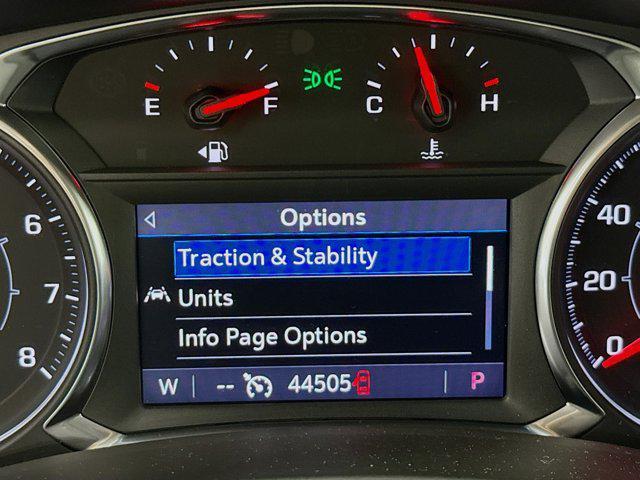 E F C H
Options
Traction & Stability
Units
Info Page Options
W -- 44505 P
6
7
8
40
20
0